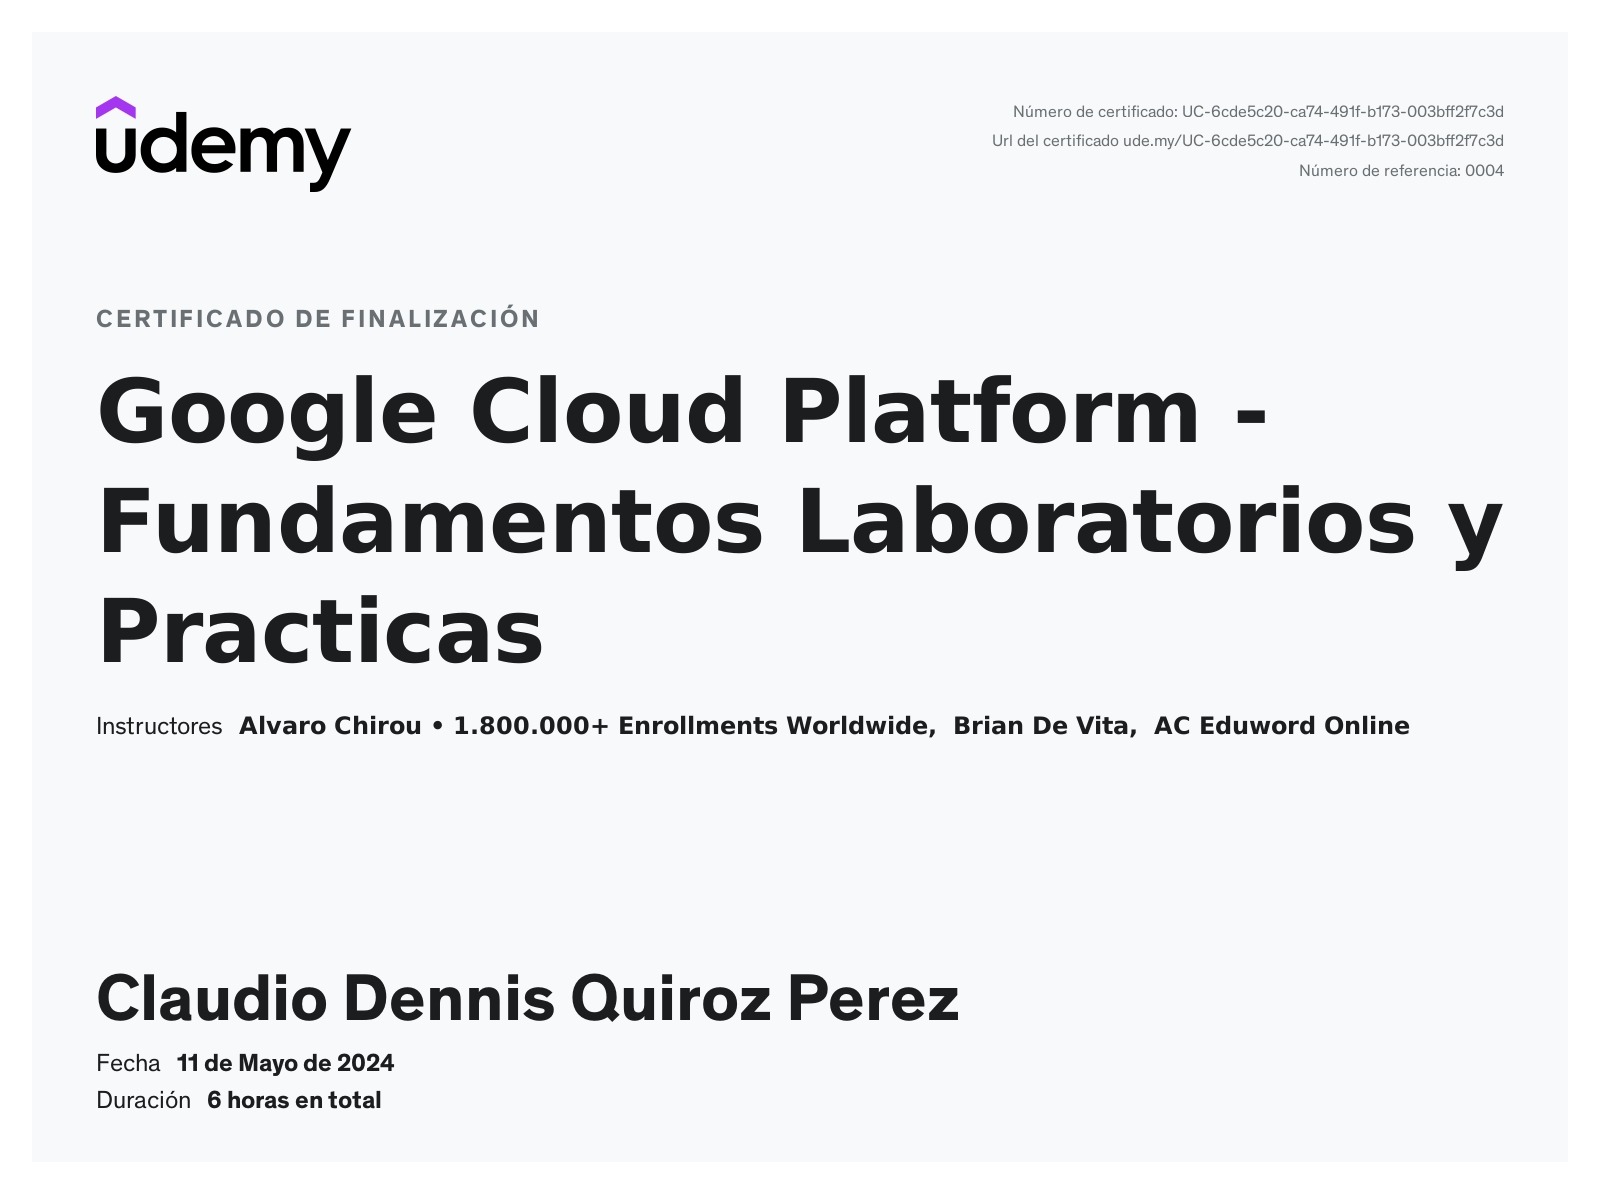 udemy
Número de certificado: UC-6cde5c20-ca74-491f-b173-003bff2f7c3d
Url del certificado ude.my/UC-6cde5c20-ca74-491f-b173-003bff2f7c3d
Número de referencia: 0004
CERTIFICADO DE FINALIZACIÓN
Google Cloud Platform -
Fundamentos Laboratorios y
Practicas
Instructores Alvaro Chirou • 1.800.000+ Enrollments Worldwide, Brian De Vita, AC Eduword Online
Claudio Dennis Quiroz Perez
Fecha 11 de Mayo de 2024
Duración 6 horas en total